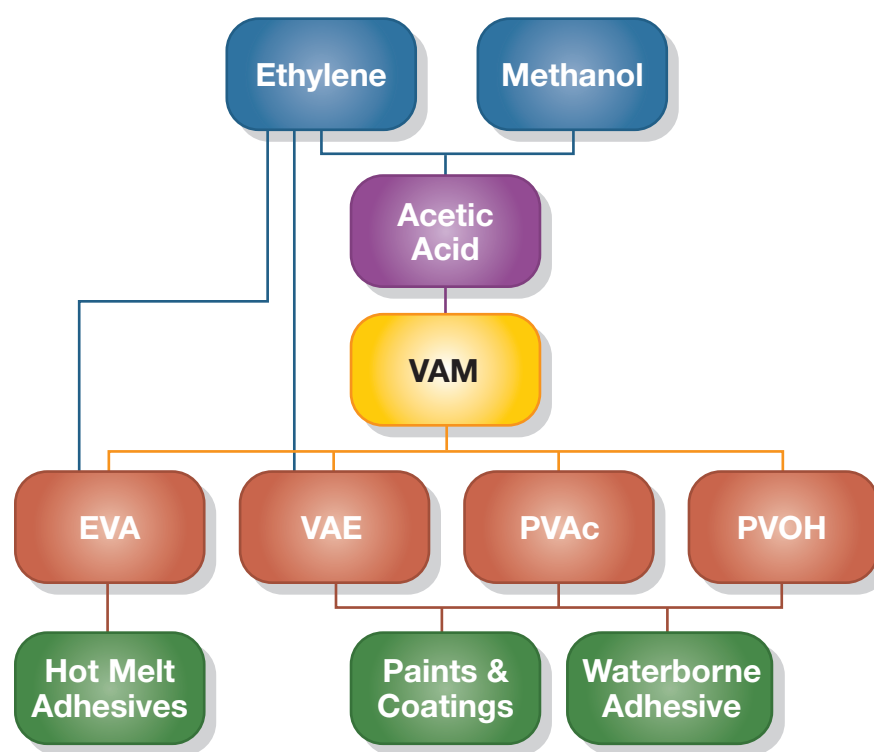 Ethylene
Methanol
Acetic
Acid
VAM
EVA
VAE
PVAc
PVOH
Hot Melt
Adhesives
Paints &
Coatings
Waterborne
Adhesive